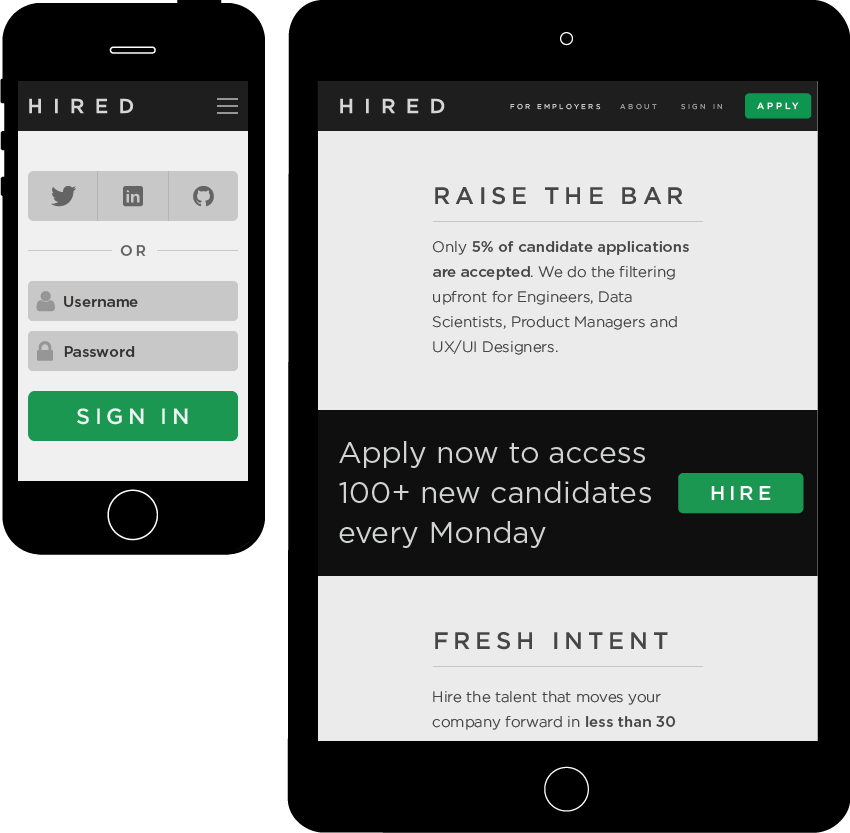 HIRED
in
OR
Username
Password
SIGN IN
HIRED
FOR EMPLOYERS ABOUT SIGN IN APPLY
RAISE THE BAR
Only 5% of candidate applications
are accepted. We do the filtering
upfront for Engineers, Data
Scientists, Product Managers and
UX/UI Designers.
Apply now to access
100+ new candidates
every Monday
HIRE
FRESH INTENT
Hire the talent that moves your
company forward in less than 30